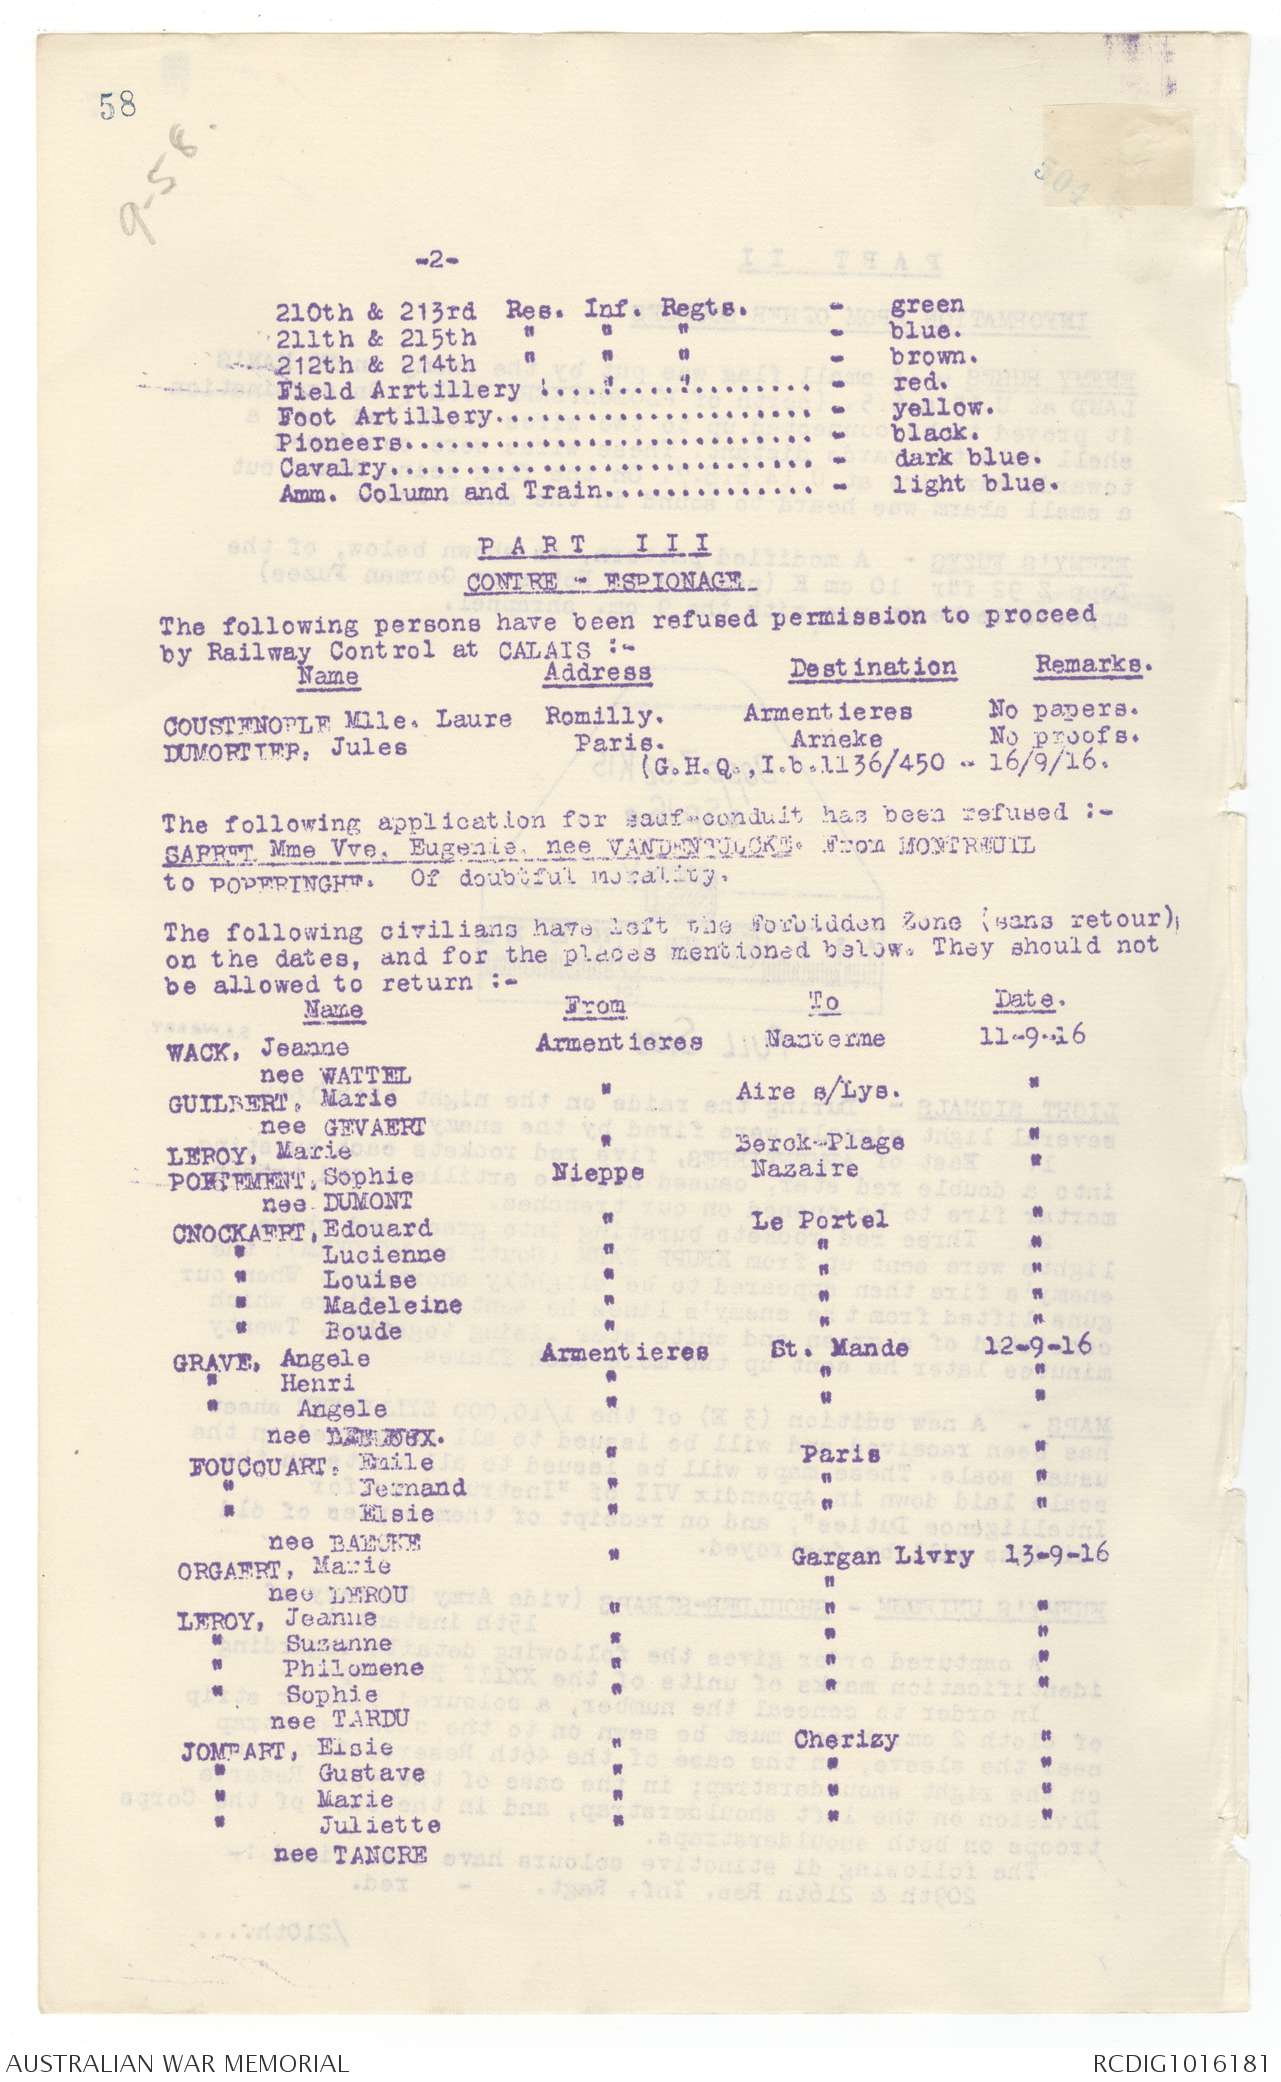 58
9-58.
504
-2-
210th & 213rd Res. Inf. Regts. - green
211th & 215th " " " - blue.
212th & 214th " " " - brown.
Field Arrtillery !....".....".......... - red.
Foot Artillery...................... - yellow.
Pioneers............................ - black.
Cavalry............................. - dark blue.
Amm. Column and Train............... - light blue.
P A R T I I I
CONTRE - ESPIONAGE
The following persons have been refused permission to proceed
by Railway Control at CALAIS :-
Name Address Destination Remarks.
COUSTENOPLE Mlle. Laure Romilly. Armentieres No papers.
DUMORTIER, Jules Paris. Arneke No proofs.
(G.H.Q.,I.b.1136/450 - 16/9/16.
The following application for sauf-conduit has been refused :-
Mme Vve. Eugenie, nee From MONTREUIL
to POPERINGHE. Of doubtful morality.
The following civilians have left the Forbidden Zone (sans retour),
on the dates, and for the places mentioned below. They should not
be allowed to return :-
Name From To Date.
WACK, Jeanne Armentieres Nanterme 11-9-16
nee WATTEL
GUILBERT, Marie " Aire s/Lys. "
nee GEVAERT
LEROY, Marie " Berck-Plage "
Sophie Nieppe Nazaire "
nee DUMONT
CNOCKAERT, Edouard " Le Portel "
" Lucienne " " "
" Louise " " "
" Madeleine " " "
" Boude " " "
GRAVE, Angele Armentieres St. Mande 12-9-16
" Henri " " "
" Angele " " "
nee
FOUCQUART, Emile " Paris "
" Fernand " " "
" Elsie " " "
nee
ORGAERT, Marie " Gargan Livry 13-9-16
nee LEROU "
LEROY, Jeanne " " "
" Suzanne " " "
" Philomene " " "
" Sophie " " "
nee TARDU
JOMPART, Elsie " Cherizy "
" Gustave " " "
" Marie " " "
" Juliette " " "
nee TANCRE
AUSTRALIAN WAR MEMORIAL RCDIG1016181